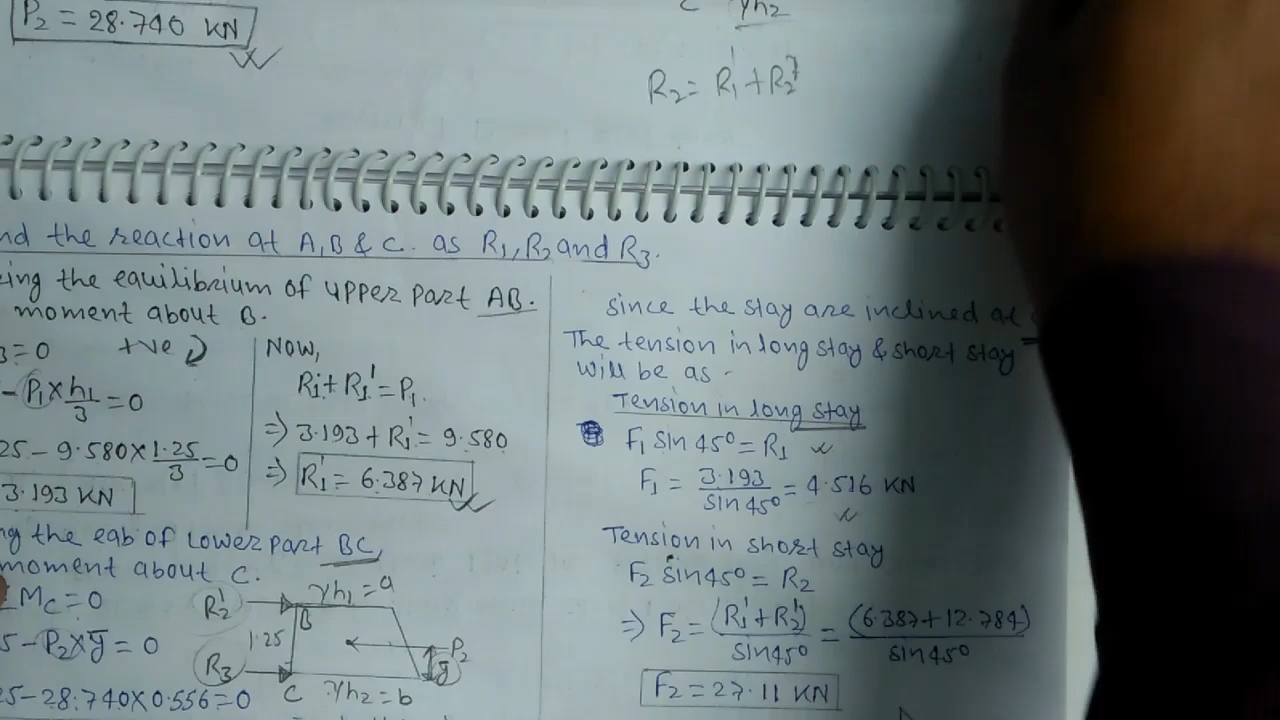 P₂ = 28.740 KN
γh₂
R₂ = R₁' + R₂'
nd the reaction at A, B & C. as R₁, R₂ and R₃.
ing the equilibrium of upper part AB.
moment about B.
=0 +ve
- P₁ × h₁/3 = 0
25 - 9.580 × 1.25/3 = 0
3.193 KN
Now,
R₁ + R₁' = P₁.
⇒ 3.193 + R₁' = 9.580
⇒ R₁' = 6.387 KN
ng the eqb of Lower part BC,
moment about C.
ΣMc = 0
5 - P₂ × ȳ = 0
25 - 28.740 × 0.556 = 0
γh₁ = a
R₂' B
1.25 P₂
R₃ ȳ
C γh₂ = b
since the stay are inclined at
The tension in long stay & short stay
will be as -
Tension in long stay
F₁ sin 45° = R₁
F₁ = 3.193/sin 45° = 4.516 KN
Tension in short stay
F₂ sin 45° = R₂
⇒ F₂ = (R₁' + R₂')/sin 45° = (6.387 + 12.784)/sin 45°
F₂ = 27.11 KN